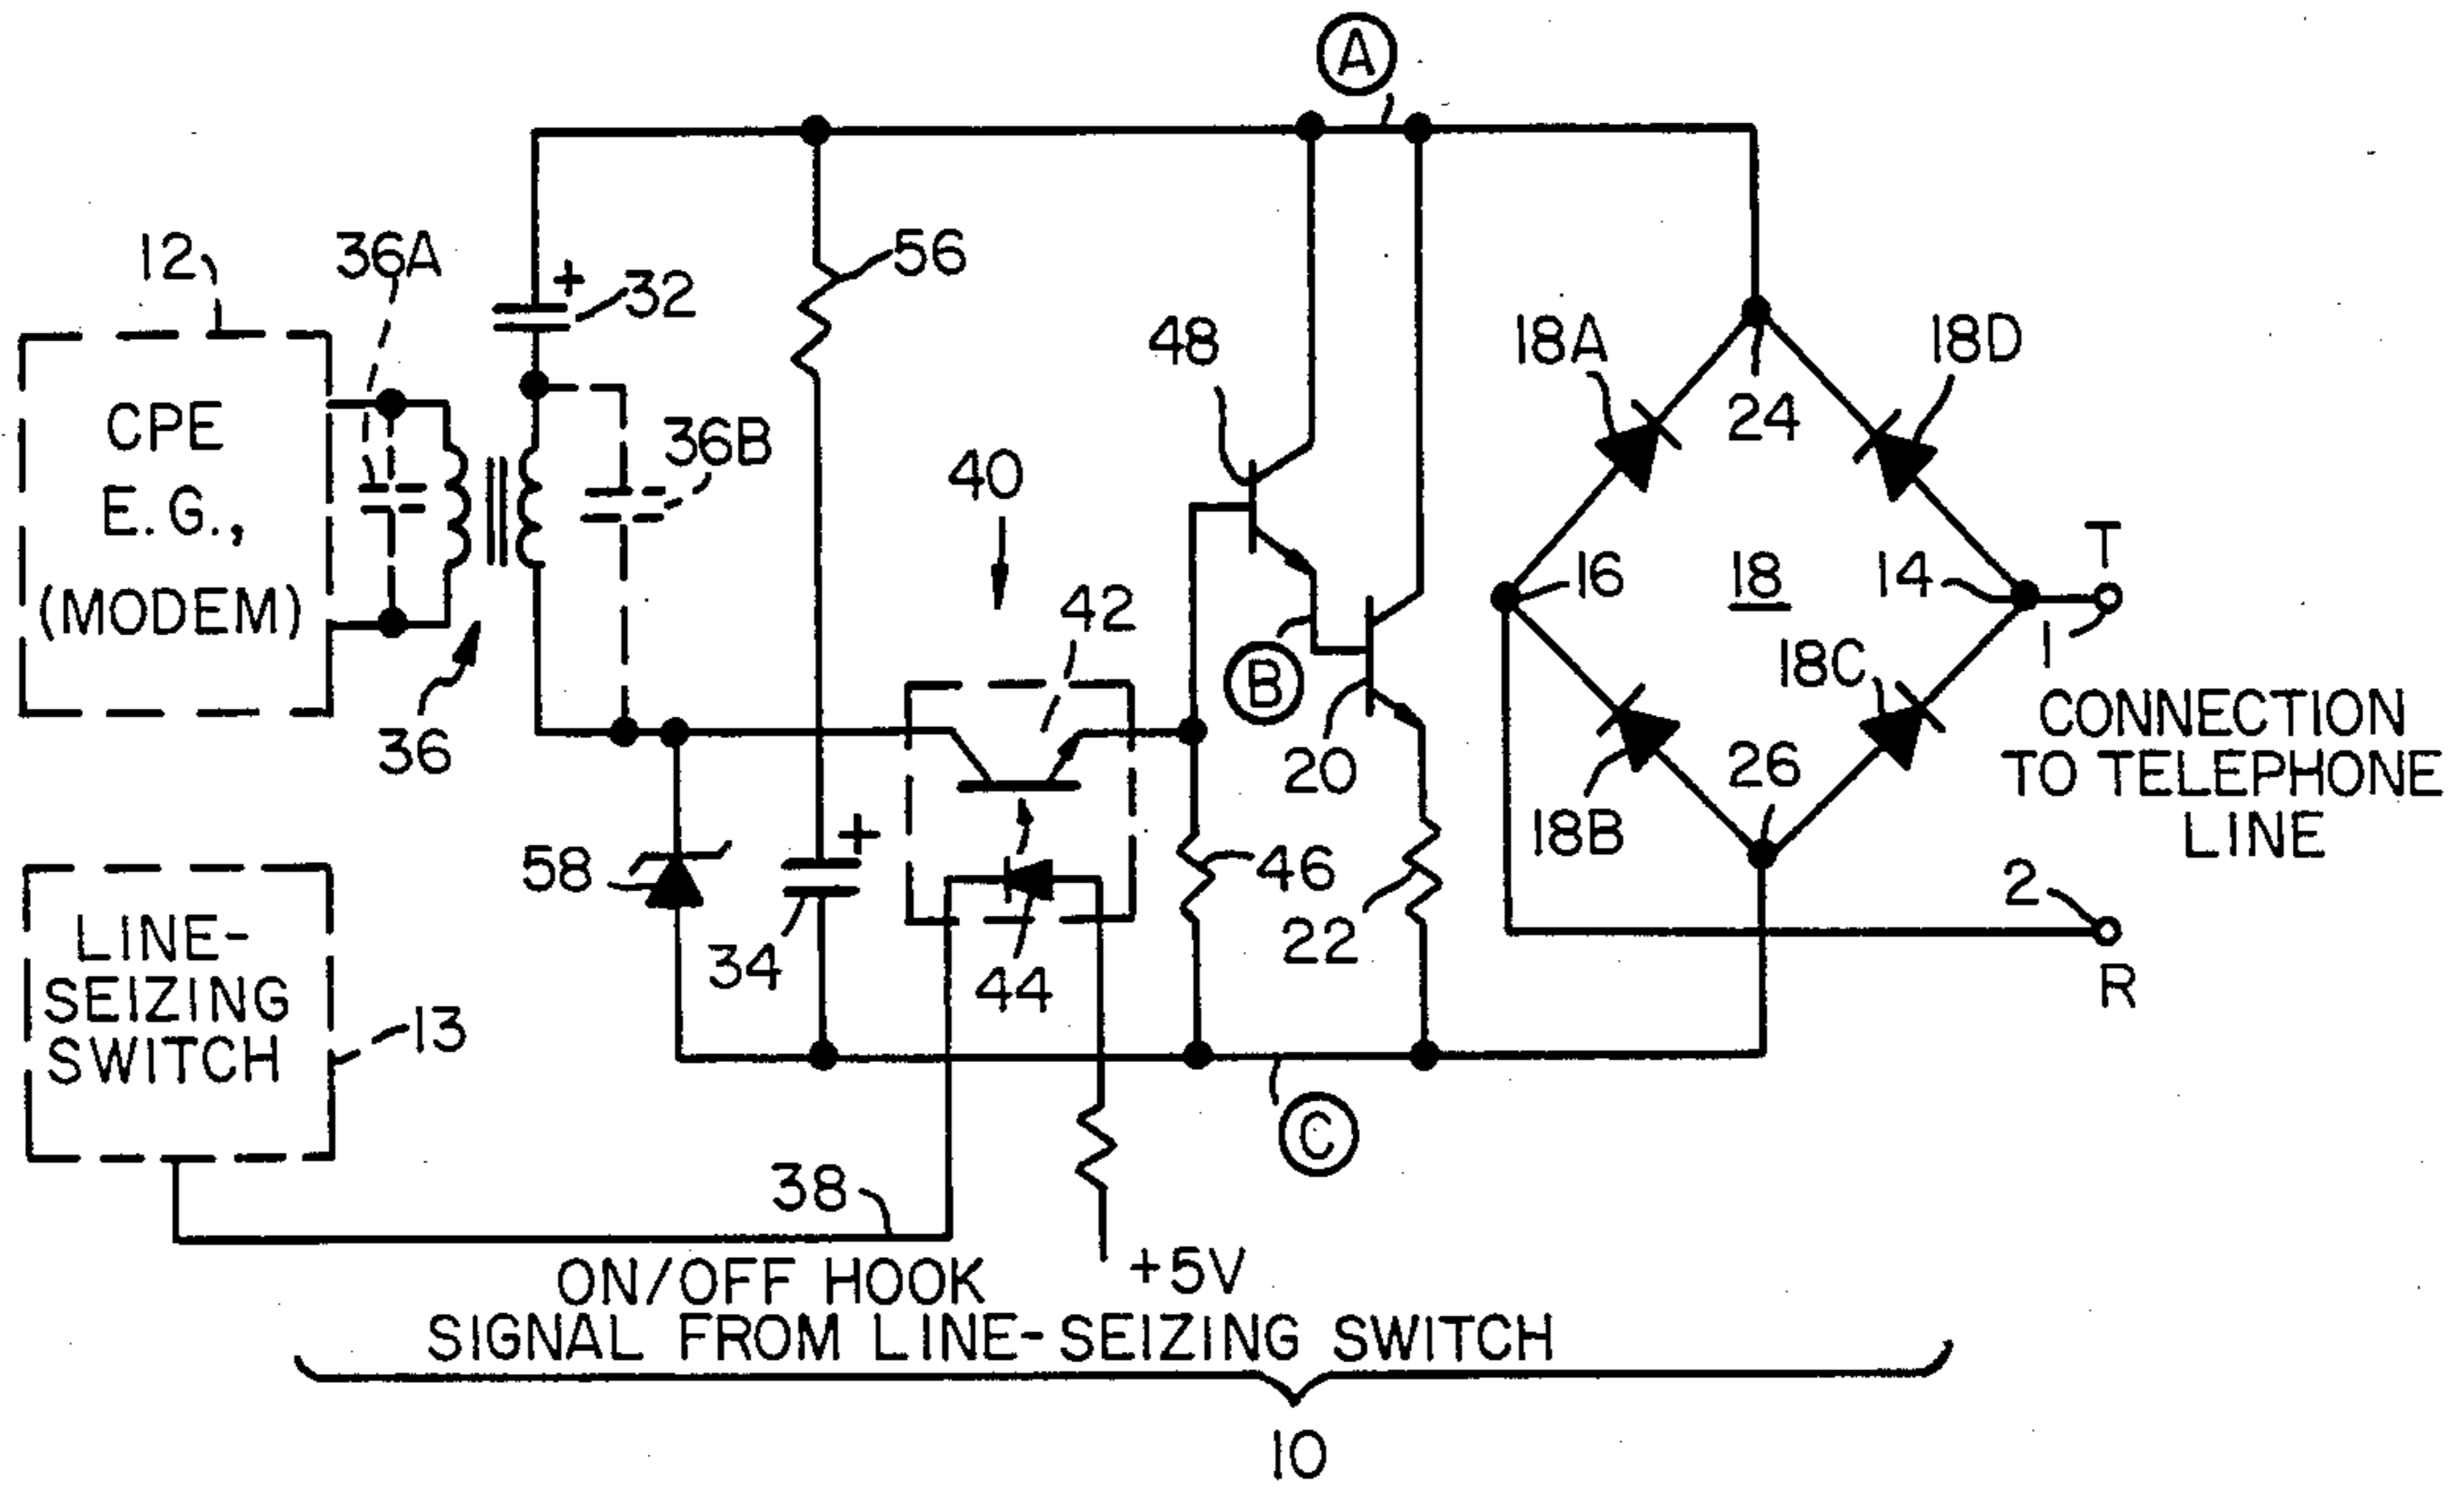 A
12
36A
+
32
56
48
18A
18D
24
CPE
E.G.,
(MODEM)
36B
40
16
18
14
T
1
42
B
18C
CONNECTION
TO TELEPHONE
LINE
36
20
26
18B
58
+
46
2
34
44
22
R
LINE-
SEIZING
SWITCH
13
C
38
+5V
ON/OFF HOOK
SIGNAL FROM LINE-SEIZING SWITCH
10